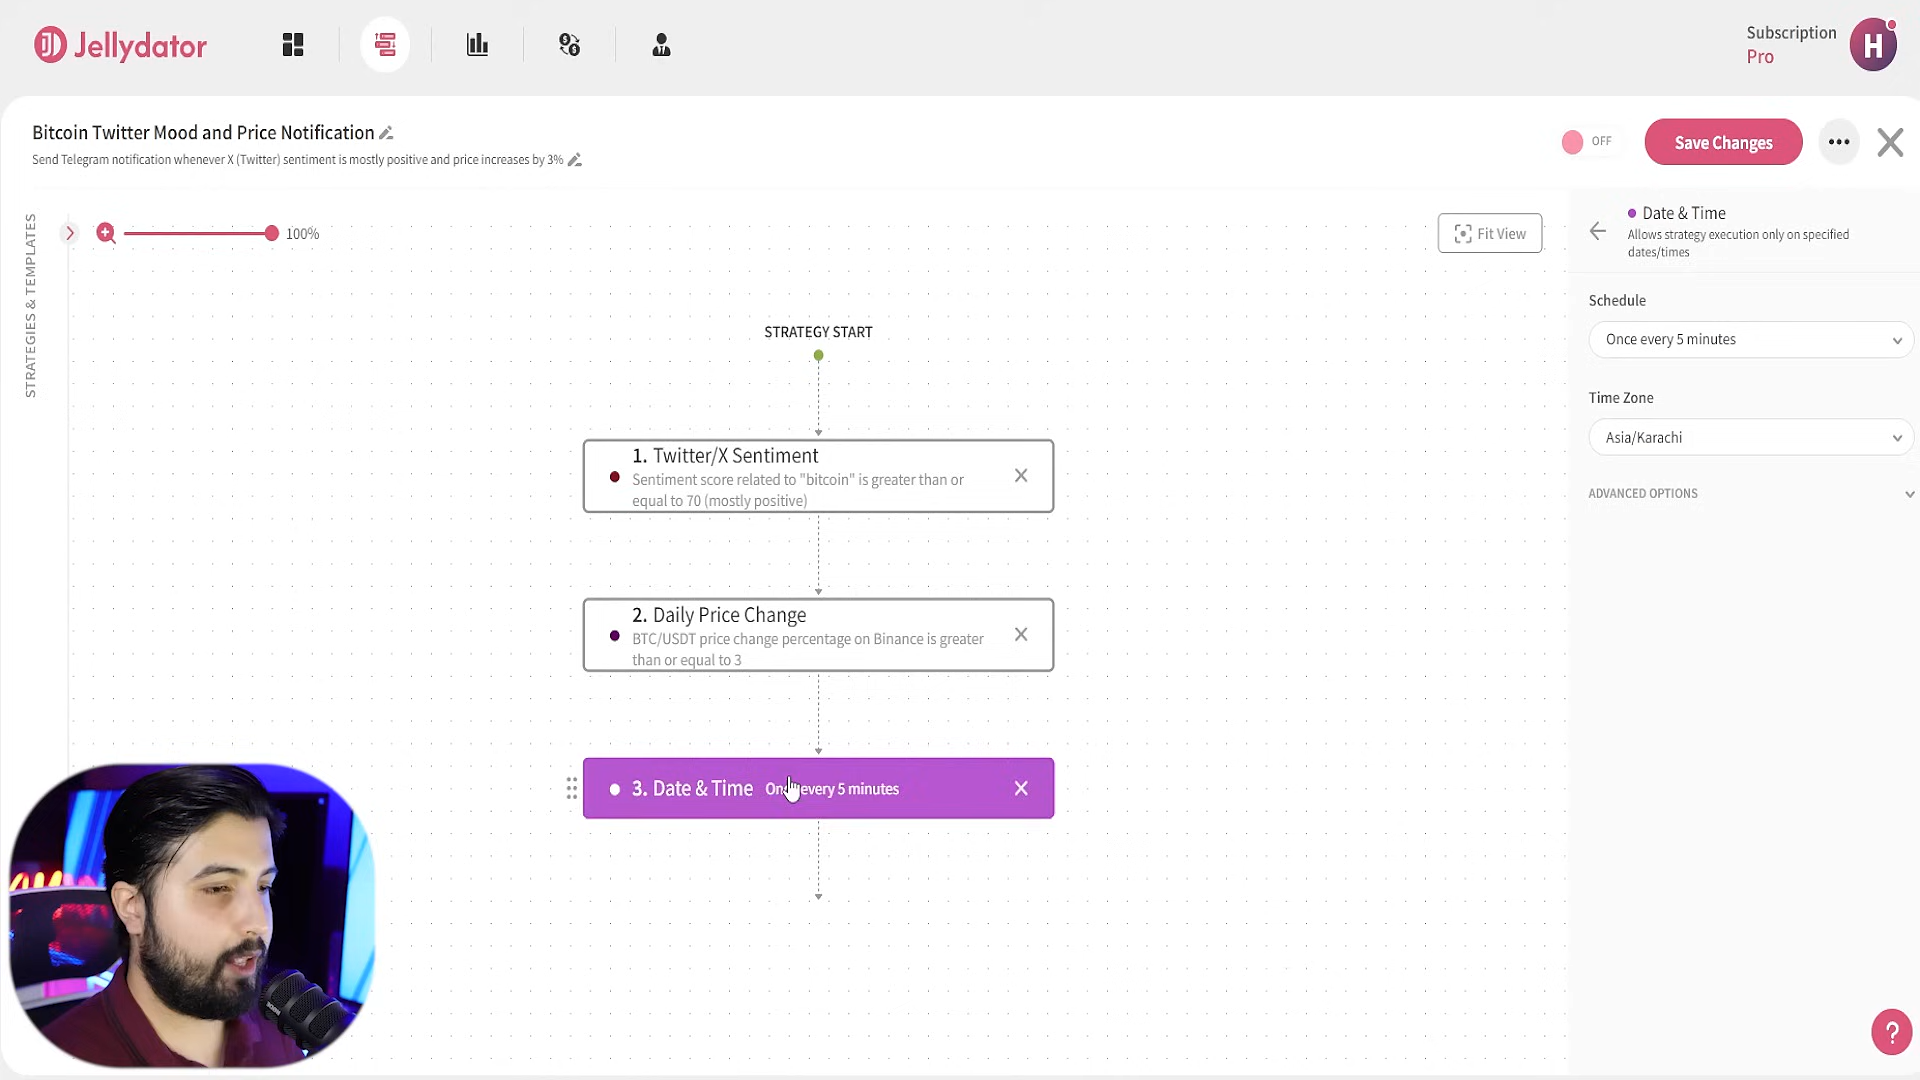 Jellydator
Subscription
Pro
H
Bitcoin Twitter Mood and Price Notification
Send Telegram notification whenever X (Twitter) sentiment is mostly positive and price increases by 3%
OFF
Save Changes
STRATEGIES & TEMPLATES
100%
Fit View
STRATEGY START
1. Twitter/X Sentiment
Sentiment score related to "bitcoin" is greater than or
equal to 70 (mostly positive)
2. Daily Price Change
BTC/USDT price change percentage on Binance is greater
than or equal to 3
3. Date & Time
every 5 minutes
Date & Time
Allows strategy execution only on specified
dates/times
Schedule
Once every 5 minutes
Time Zone
Asia/Karachi
ADVANCED OPTIONS
?